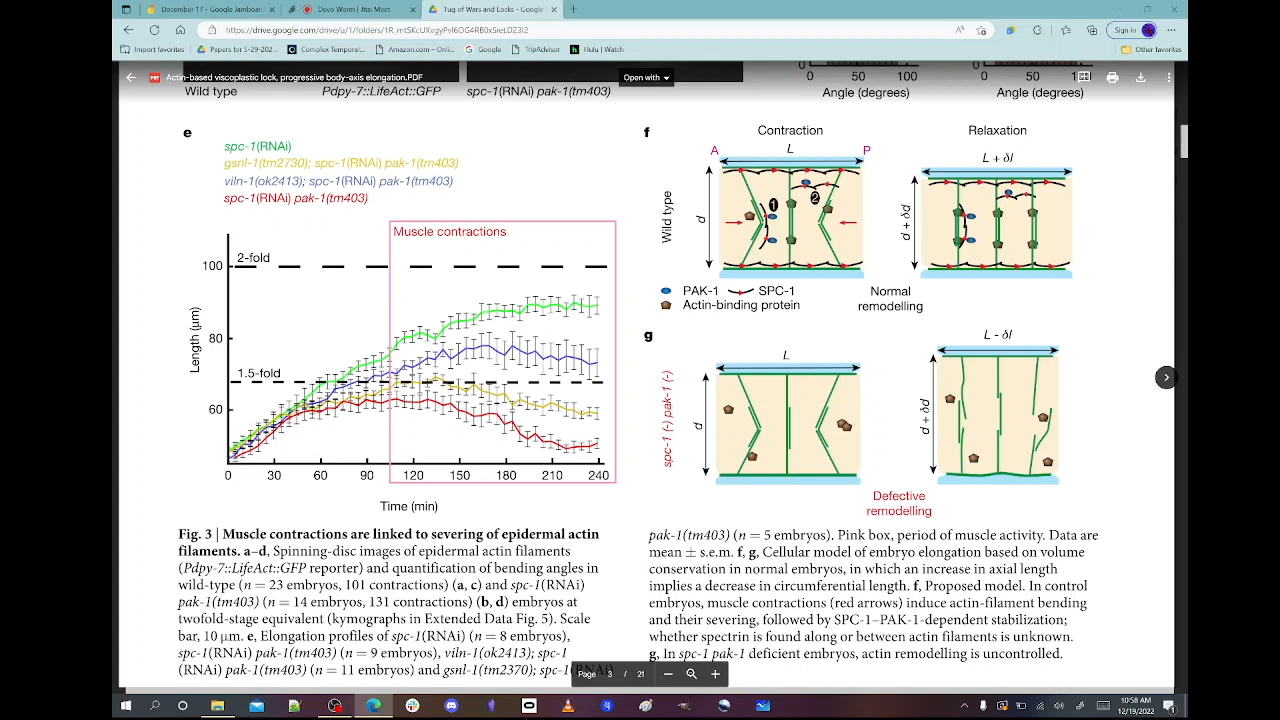 December 17 - Google Jamboard
Devo Worm | Jitsi Meet
Tug of Wars and Locks - Google
https://drive.google.com/drive/u/1/folders/1R_mtSKcUXvgyPvI6OG4RB0xSieLDZ3I2
Sign in
Import favorites
Papers for 5-29-202...
Complex Temporal...
Amazon.com – Onli...
Google
TripAdvisor
Hulu | Watch
Other favorites
Actin-based viscoplastic lock, progressive body-axis elongation.PDF
Open with
Wild type
Pdpy-7::LifeAct::GFP
spc-1(RNAi) pak-1(tm403)
0
0 50 100
Angle (degrees)
0
0 50
Angle (degrees)
e
spc-1(RNAi)
gsnl-1(tm2730); spc-1(RNAi) pak-1(tm403)
viln-1(ok2413); spc-1(RNAi) pak-1(tm403)
spc-1(RNAi) pak-1(tm403)
Muscle contractions
2-fold
1.5-fold
Length (µm)
100
80
60
0 30 60 90 120 150 180 210 240
Time (min)
f
Contraction
Relaxation
A
L
P
L + δl
Wild type
d
1
2
d + δd
PAK-1
SPC-1
Actin-binding protein
Normal
remodelling
g
L
L - δl
spc-1 (-) pak-1 (-)
d
d + δd
Defective
remodelling
Fig. 3 | Muscle contractions are linked to severing of epidermal actin
filaments. a–d, Spinning-disc images of epidermal actin filaments
(Pdpy-7::LifeAct::GFP reporter) and quantification of bending angles in
wild-type (n = 23 embryos, 101 contractions) (a, c) and spc-1(RNAi)
pak-1(tm403) (n = 14 embryos, 131 contractions) (b, d) embryos at
twofold-stage equivalent (kymographs in Extended Data Fig. 5). Scale
bar, 10 µm. e, Elongation profiles of spc-1(RNAi) (n = 8 embryos),
spc-1(RNAi) pak-1(tm403) (n = 9 embryos), viln-1(ok2413); spc-1
(RNAi) pak-1(tm403) (n = 11 embryos) and gsnl-1(tm2370); spc-1(RNAi)
pak-1(tm403) (n = 5 embryos). Pink box, period of muscle activity. Data are
mean ± s.e.m. f, g, Cellular model of embryo elongation based on volume
conservation in normal embryos, in which an increase in axial length
implies a decrease in circumferential length. f, Proposed model. In control
embryos, muscle contractions (red arrows) induce actin-filament bending
and their severing, followed by SPC-1–PAK-1-dependent stabilization;
whether spectrin is found along or between actin filaments is unknown.
g, In spc-1 pak-1 deficient embryos, actin remodelling is uncontrolled.
Page 3 / 21
10:58 AM
12/19/2022